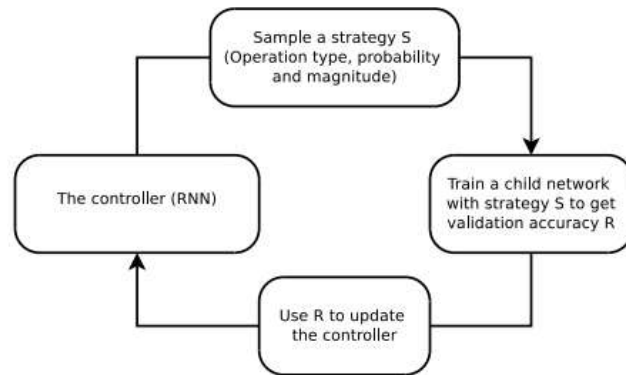 Sample a strategy S
(Operation type, probability
and magnitude)
The controller (RNN)
Train a child network
with strategy S to get
validation accuracy R
Use R to update
the controller